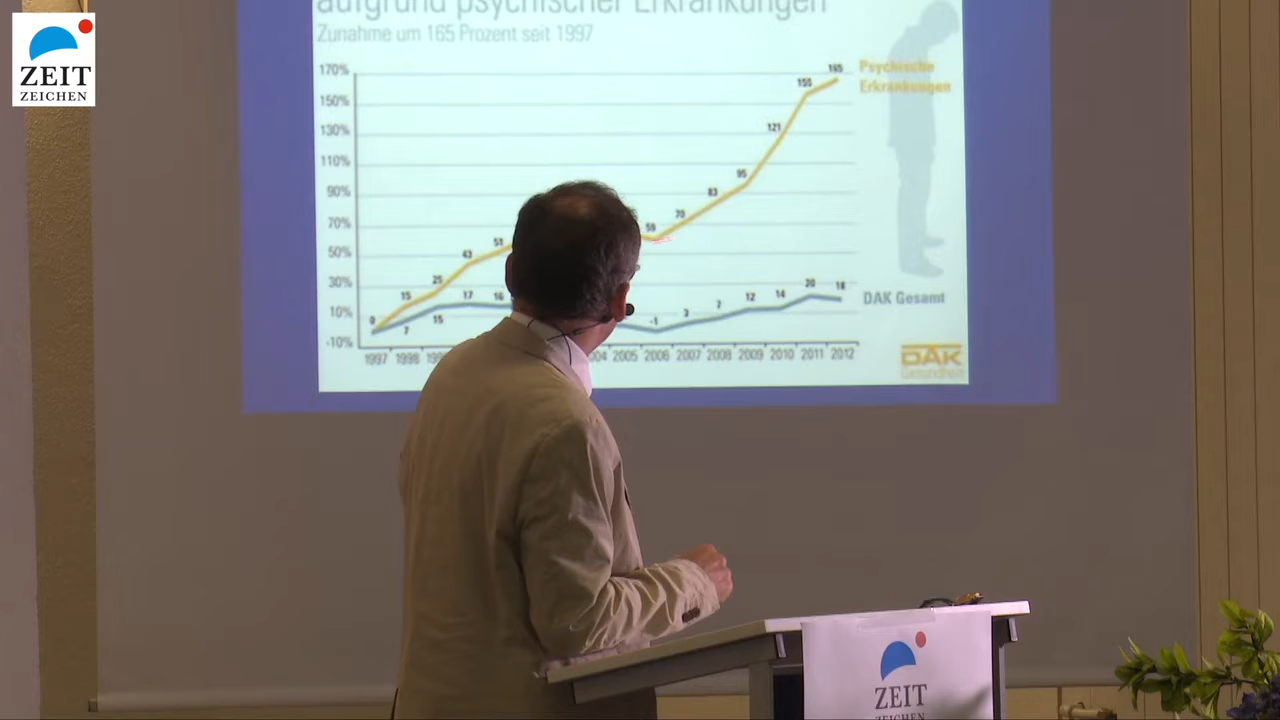 ZEIT
ZEICHEN
aufgrund psychischer Erkrankungen
Zunahme um 165 Prozent seit 1997
170%
150%
130%
110%
90%
70%
50%
30%
10%
-10%
0
15
25
43
51
59
70
83
95
121
155
165
7
15
17
16
-1
3
7
12
14
20
18
Psychische
Erkrankungen
DAK Gesamt
1997 1998 2005 2006 2007 2008 2009 2010 2011 2012
DAK
Gesundheit
ZEIT
ZEICHEN